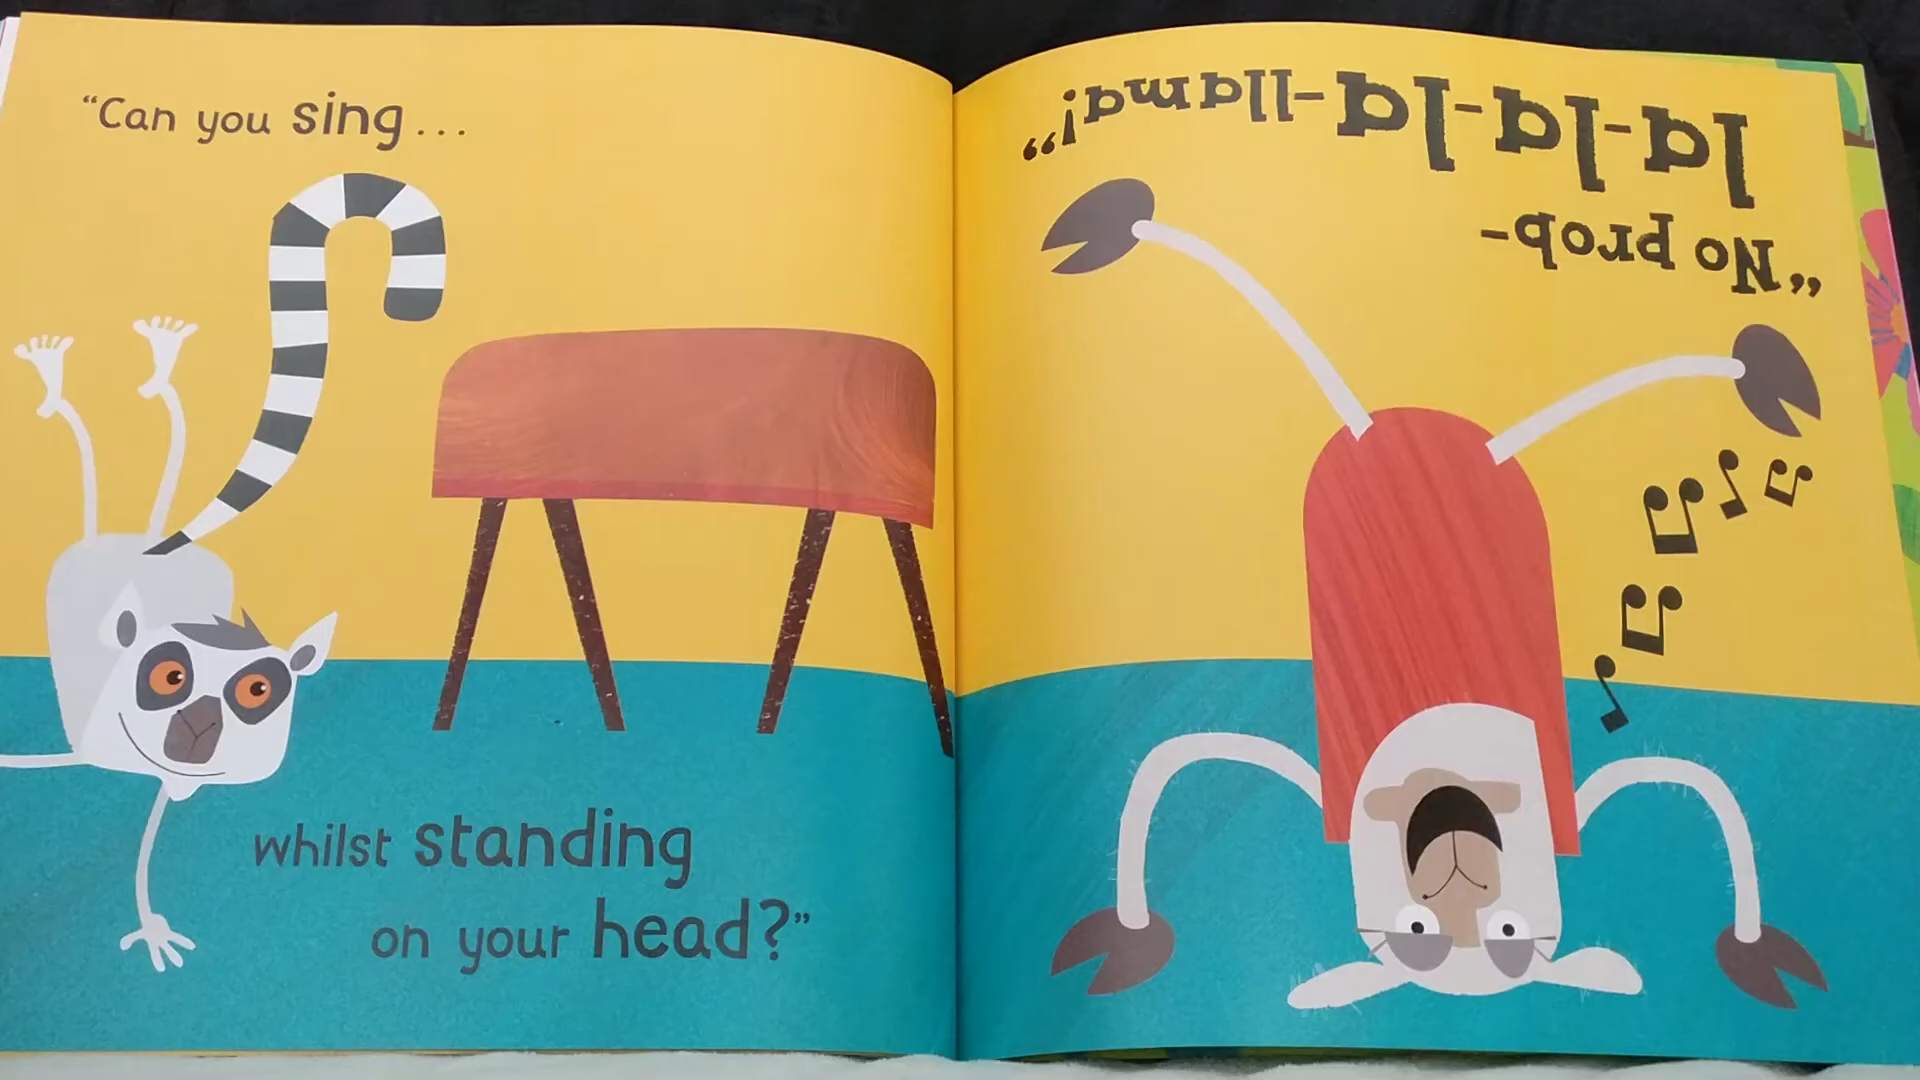 “Can you sing...
whilst standing
on your head?”
“No prob-
la-la-la-llama!”